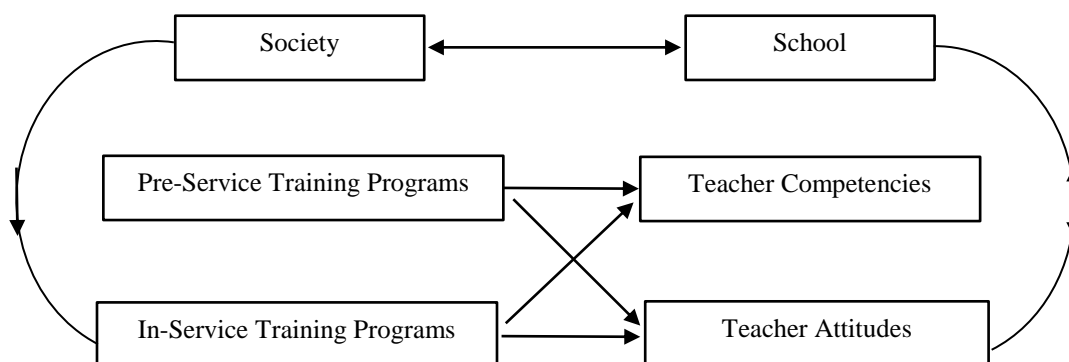 Society
School
Pre-Service Training Programs
Teacher Competencies
In-Service Training Programs
Teacher Attitudes